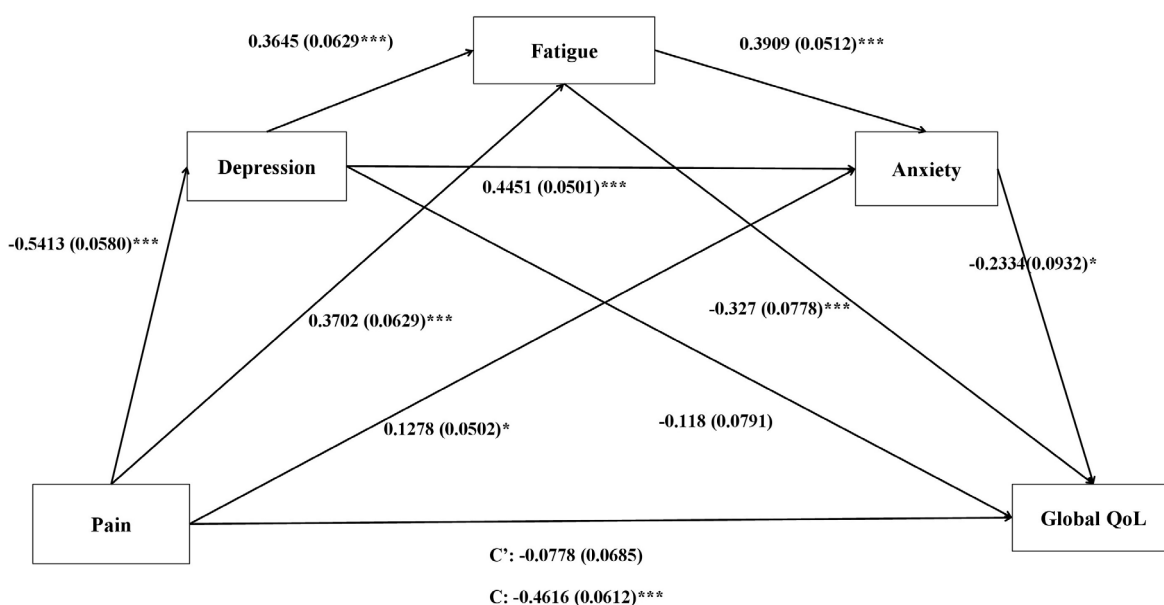 0.3645 (0.0629***)
Fatigue
0.3909 (0.0512)***
Depression
Anxiety
0.4451 (0.0501)***
-0.5413 (0.0580)***
-0.2334(0.0932)*
0.3702 (0.0629)***
-0.327 (0.0778)***
0.1278 (0.0502)*
-0.118 (0.0791)
Pain
Global QoL
C’: -0.0778 (0.0685)
C: -0.4616 (0.0612)***